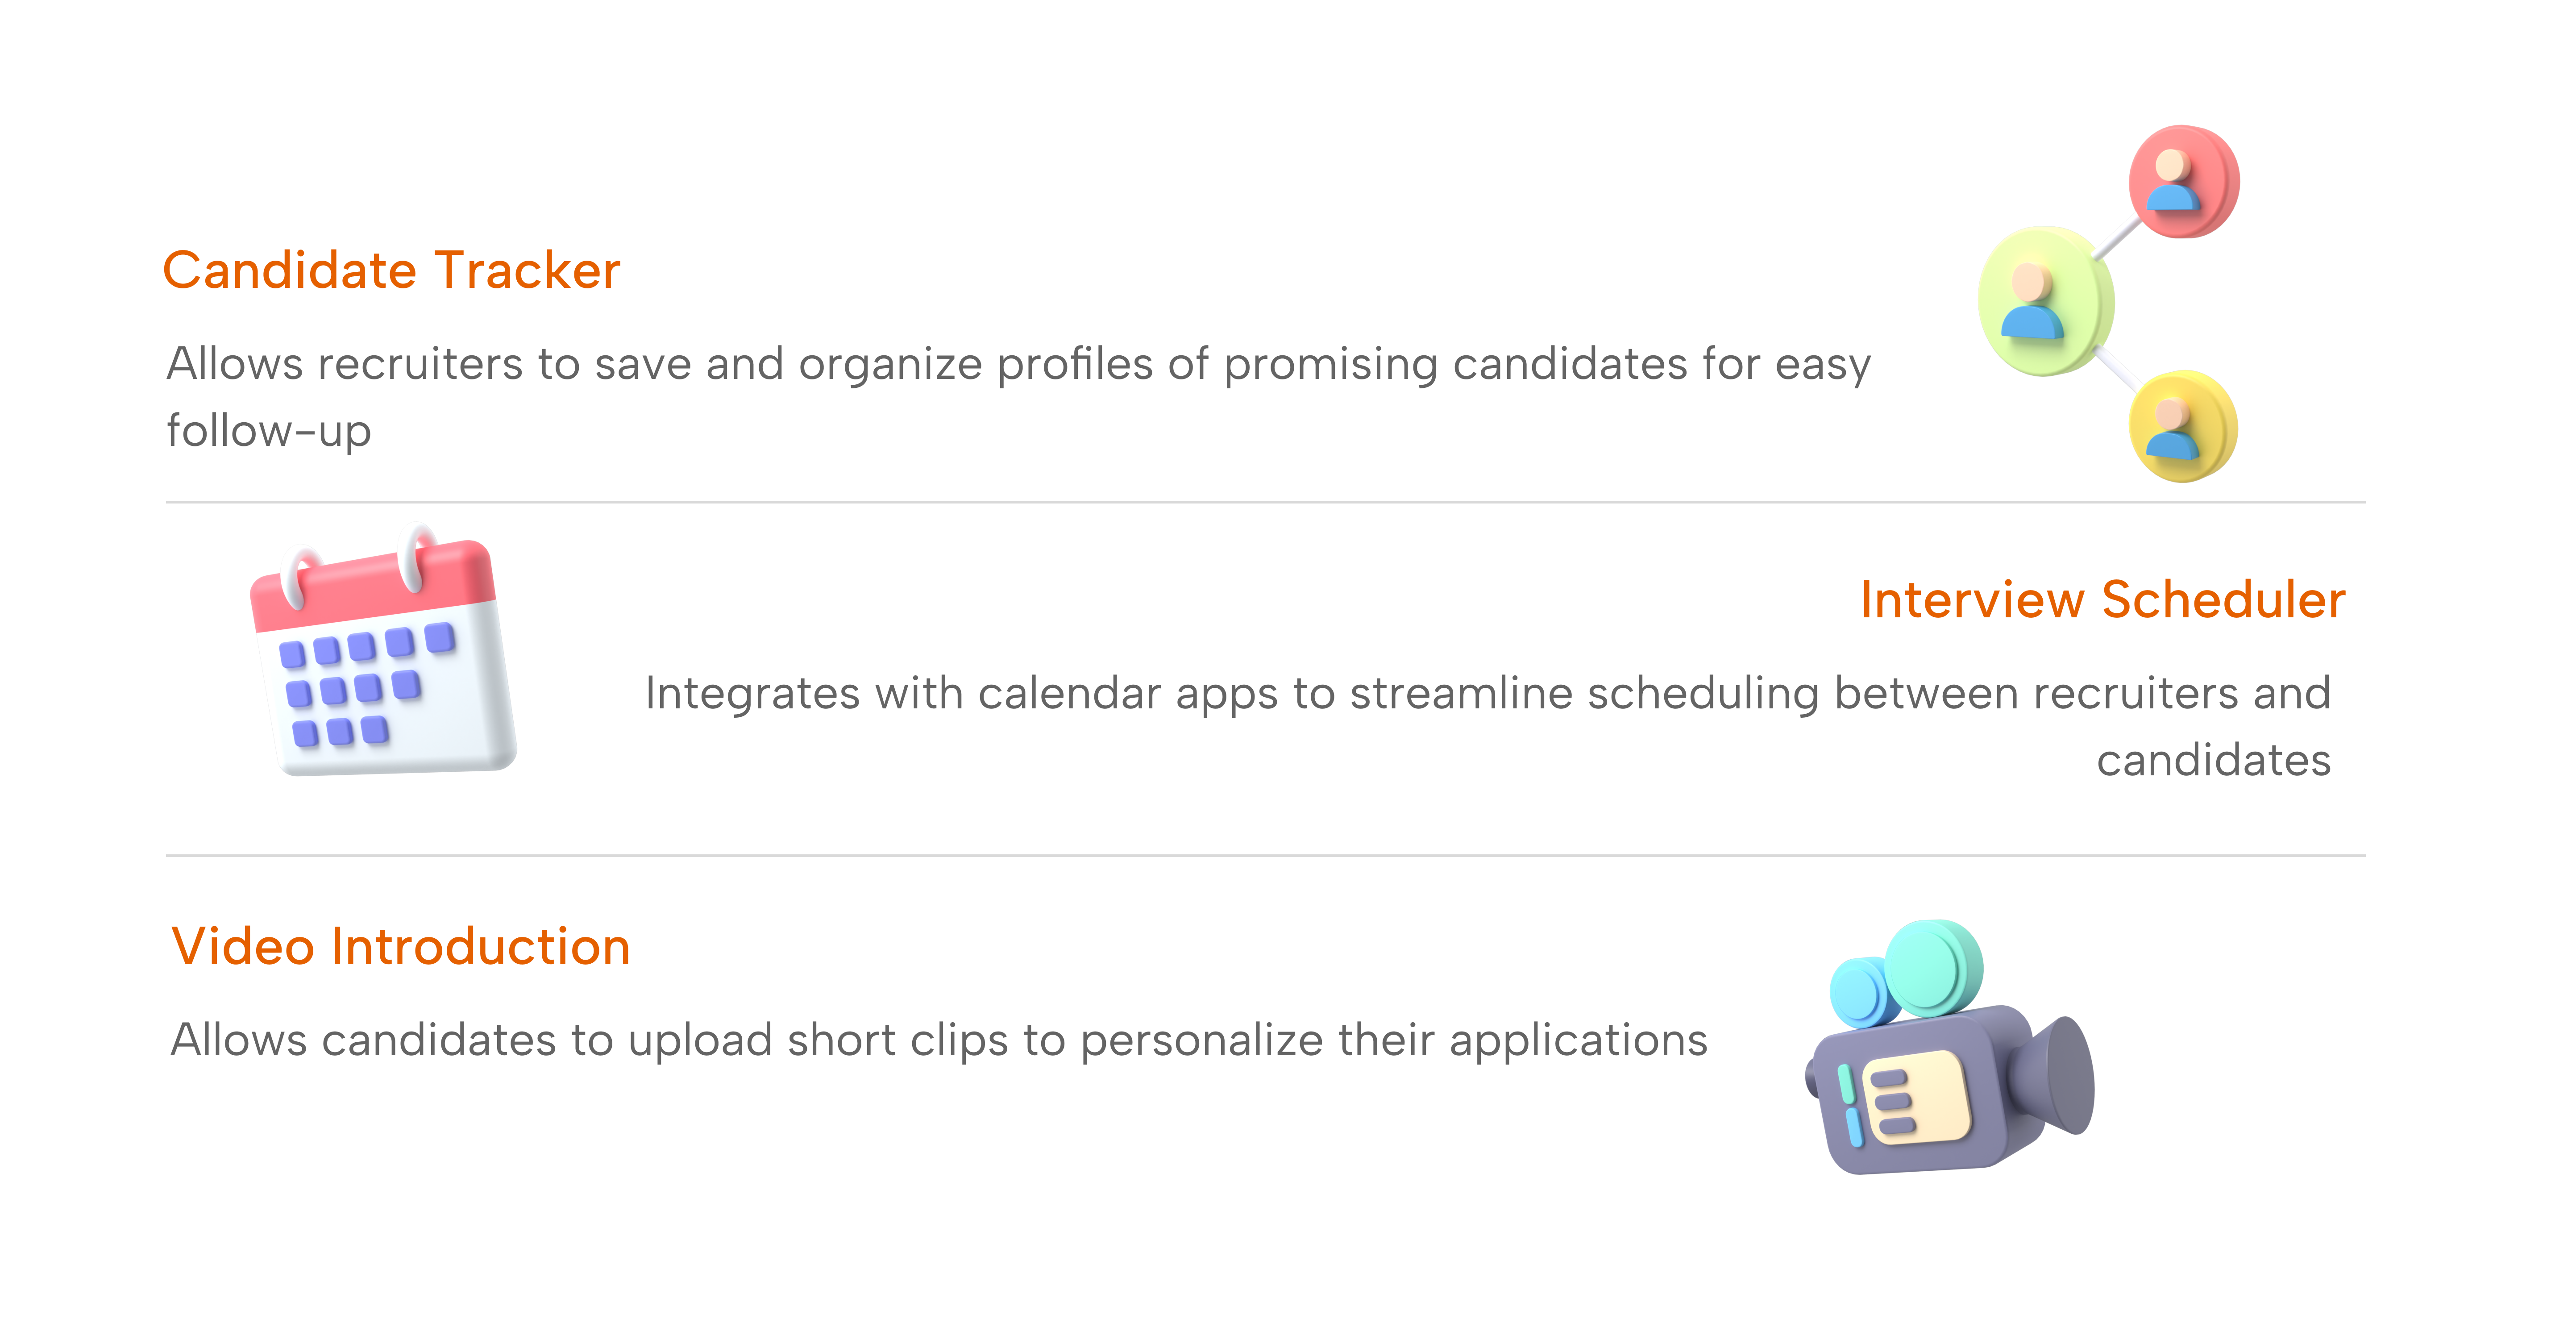 Candidate Tracker
Allows recruiters to save and organize profiles of promising candidates for easy
follow-up
Interview Scheduler
Integrates with calendar apps to streamline scheduling between recruiters and
candidates
Video Introduction
Allows candidates to upload short clips to personalize their applications